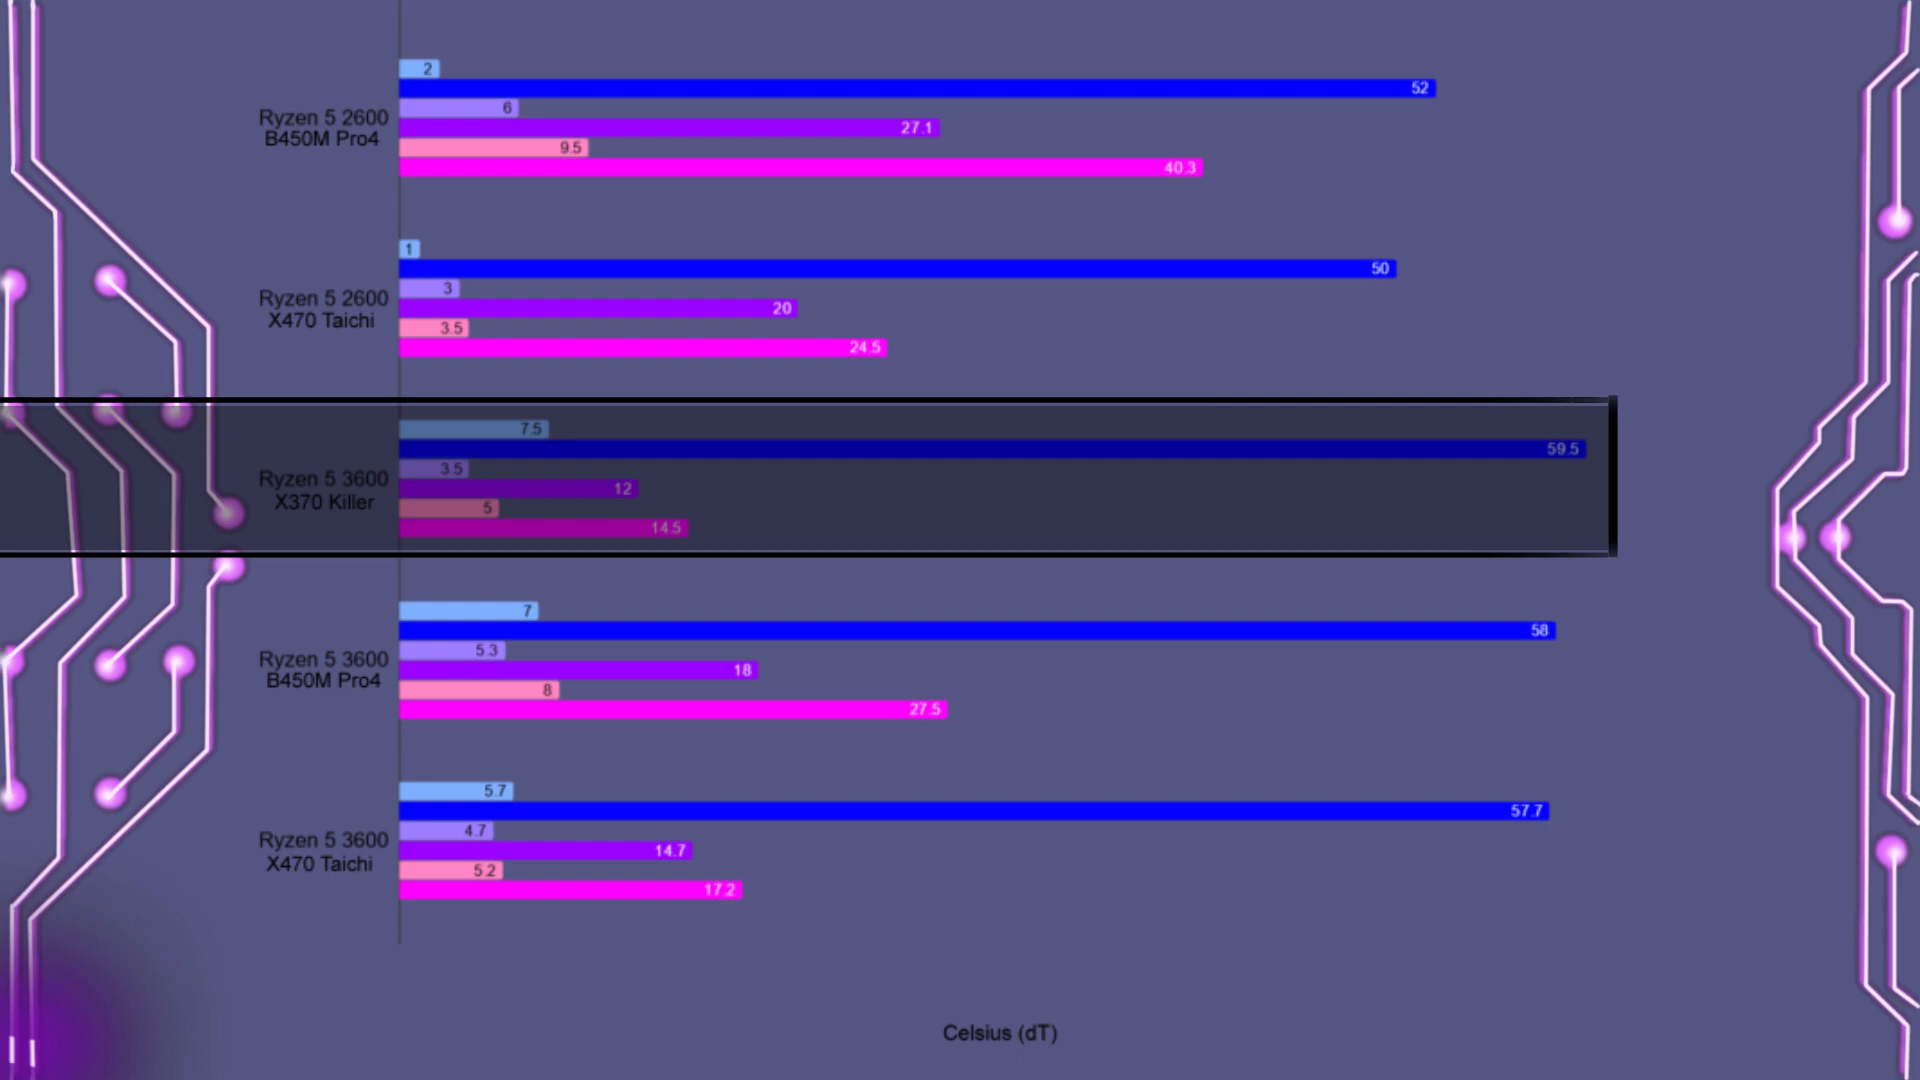 2
52
6
Ryzen 5 2600
B450M Pro4
27.1
9.5
40.3
1
50
3
Ryzen 5 2600
X470 Taichi
20
3.5
24.5
7.5
59.5
3.5
Ryzen 5 3600
X370 Killer
12
5
14.5
7
58
5.3
Ryzen 5 3600
B450M Pro4
18
8
27.5
5.7
57.7
4.7
Ryzen 5 3600
X470 Taichi
14.7
5.2
17.2
Celsius (dT)